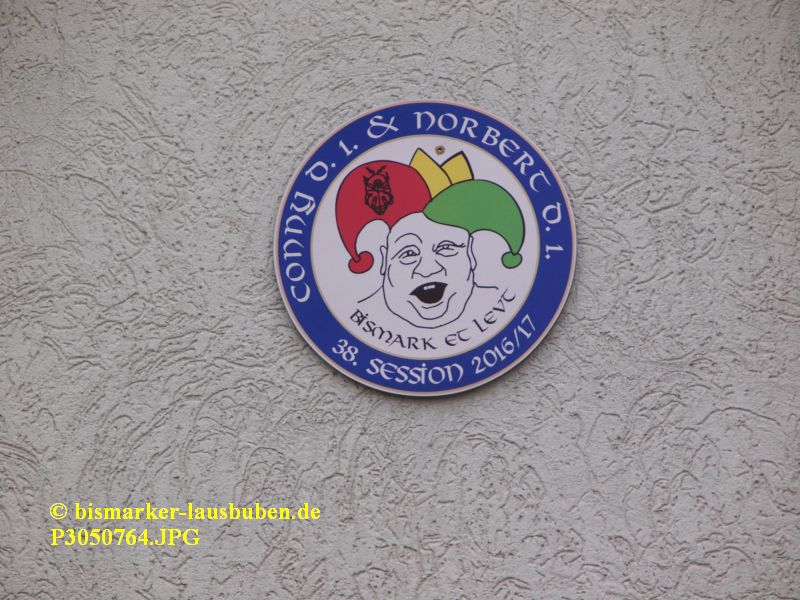 CONNY D. I. & NORBERT D. I.
BISMARK ET LEVT
38. SESSION 2016/17
© bismarker-lausbuben.de
P3050764.JPG